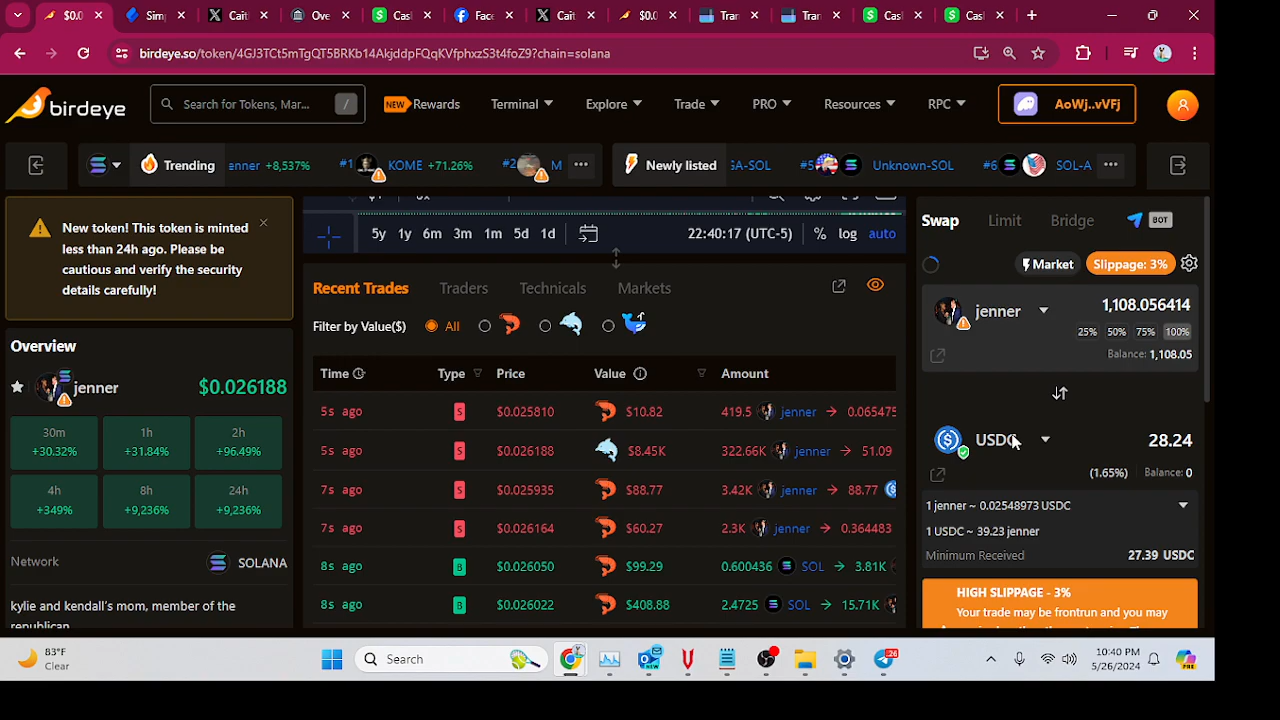 $0.0
Sim
Cait
Ove
Casl
Face
Cait
$0.0
Tran
Tran
Casl
Casl
birdeye.so/token/4GJ3TCt5mTgQT5BRKb14AkjddpFQqKVfphxzS3t4foZ9?chain=solana
birdeye
Search for Tokens, Mar...
/
NEW Rewards
Terminal
Explore
Trade
PRO
Resources
RPC
AoWj..vVFj
Trending
enner +8,537%
#1 KOME +71.26%
#2 M
Newly listed
GA-SOL
#5 Unknown-SOL
#6 SOL-A
New token! This token is minted
less than 24h ago. Please be
cautious and verify the security
details carefully!
Overview
jenner $0.026188
30m 1h 2h
+30.32% +31.84% +96.49%
4h 8h 24h
+349% +9,236% +9,236%
Network SOLANA
kylie and kendall's mom, member of the
republican
5y 1y 6m 3m 1m 5d 1d 22:40:17 (UTC-5) % log auto
Recent Trades Traders Technicals Markets
Filter by Value($) All
Time Type Price Value Amount
5s ago S $0.025810 $10.82 419.5 jenner → 0.065475
5s ago S $0.026188 $8.45K 322.66K jenner → 51.09
7s ago S $0.025935 $88.77 3.42K jenner → 88.77
7s ago S $0.026164 $60.27 2.3K jenner → 0.364483
8s ago B $0.026050 $99.29 0.600436 SOL → 3.81K
8s ago B $0.026022 $408.88 2.4725 SOL → 15.71K
Swap Limit Bridge BOT
Market Slippage: 3%
jenner 1,108.056414
25% 50% 75% 100%
Balance: 1,108.05
USDC 28.24
(1.65%) Balance: 0
1 jenner ~ 0.02548973 USDC
1 USDC ~ 39.23 jenner
Minimum Received 27.39 USDC
HIGH SLIPPAGE - 3%
Your trade may be frontrun and you may
83°F
Clear
Search
NEW
26
10:40 PM
5/26/2024
PRE